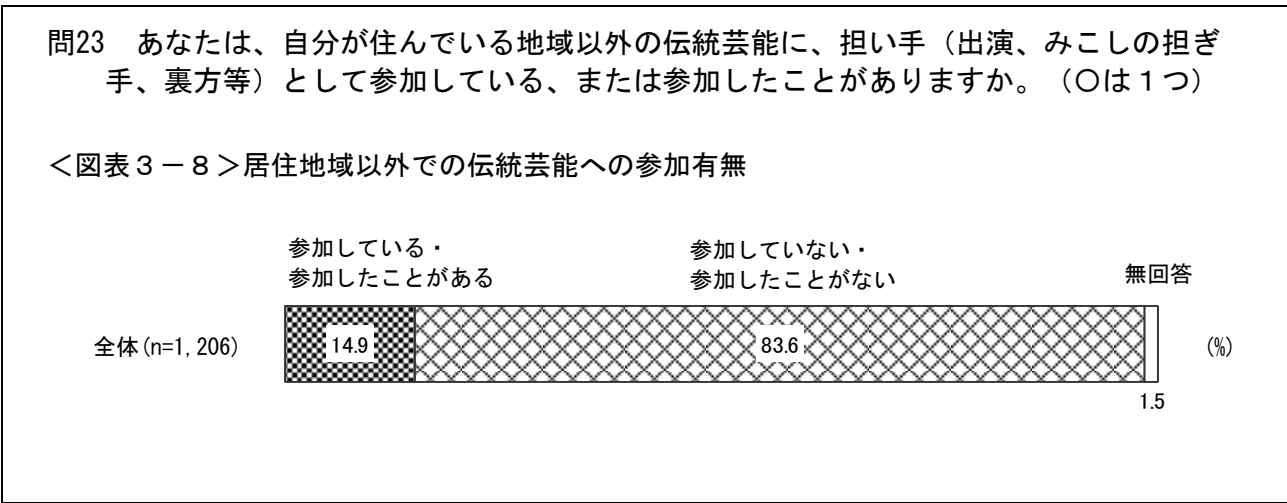 問23　あなたは、自分が住んでいる地域以外の伝統芸能に、担い手（出演、みこしの担ぎ
手、裏方等）として参加している、または参加したことがありますか。（○は１つ）
＜図表３－８＞居住地域以外での伝統芸能への参加有無
参加している・
参加したことがある
参加していない・
参加したことがない
無回答
全体(n=1,206)
14.9
83.6
(%)
1.5